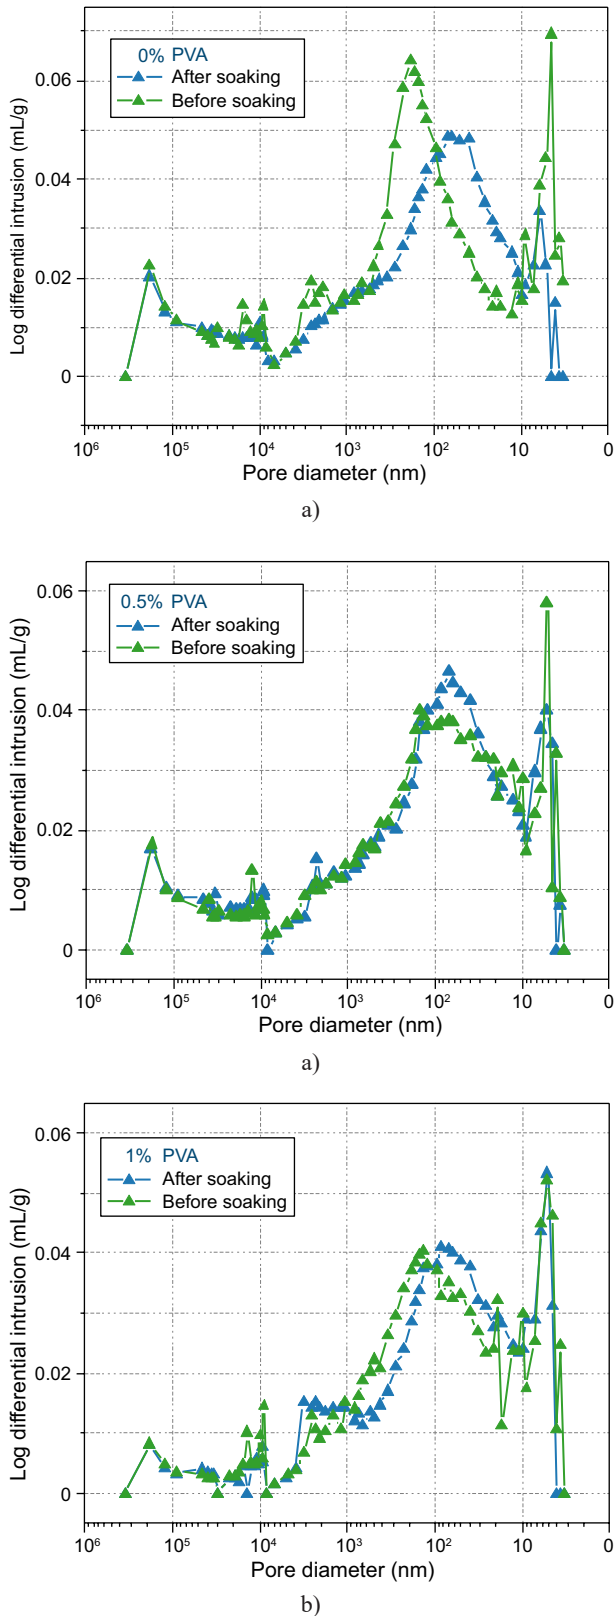 0% PVA
After soaking
Before soaking
Log differential intrusion (mL/g)
0.06
0.04
0.02
0
10⁶ 10⁵ 10⁴ 10³ 10² 10 0
Pore diameter (nm)
a)
0.5% PVA
After soaking
Before soaking
Log differential intrusion (mL/g)
0.06
0.04
0.02
0
10⁶ 10⁵ 10⁴ 10³ 10² 10 0
Pore diameter (nm)
a)
1% PVA
After soaking
Before soaking
Log differential intrusion (mL/g)
0.06
0.04
0.02
0
10⁶ 10⁵ 10⁴ 10³ 10² 10 0
Pore diameter (nm)
b)